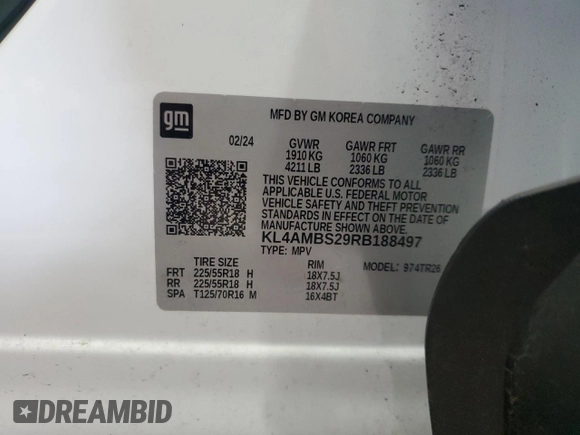 gm
MFD BY GM KOREA COMPANY
02/24 GVWR GAWR FRT GAWR RR
1910 KG 1060 KG 1060 KG
4211 LB 2336 LB 2336 LB
THIS VEHICLE CONFORMS TO ALL
APPLICABLE U.S. FEDERAL MOTOR
VEHICLE SAFETY AND THEFT PREVENTION
STANDARDS IN EFFECT ON THE DATE OF
MANUFACTURE SHOWN ABOVE.
KL4AMBS29RB188497
TYPE: MPV
TIRE SIZE RIM MODEL: 974TR26
FRT 225/55R18 H 18X7.5J
RR 225/55R18 H 18X7.5J
SPA T125/70R16 M 16X4BT
DREAMBID